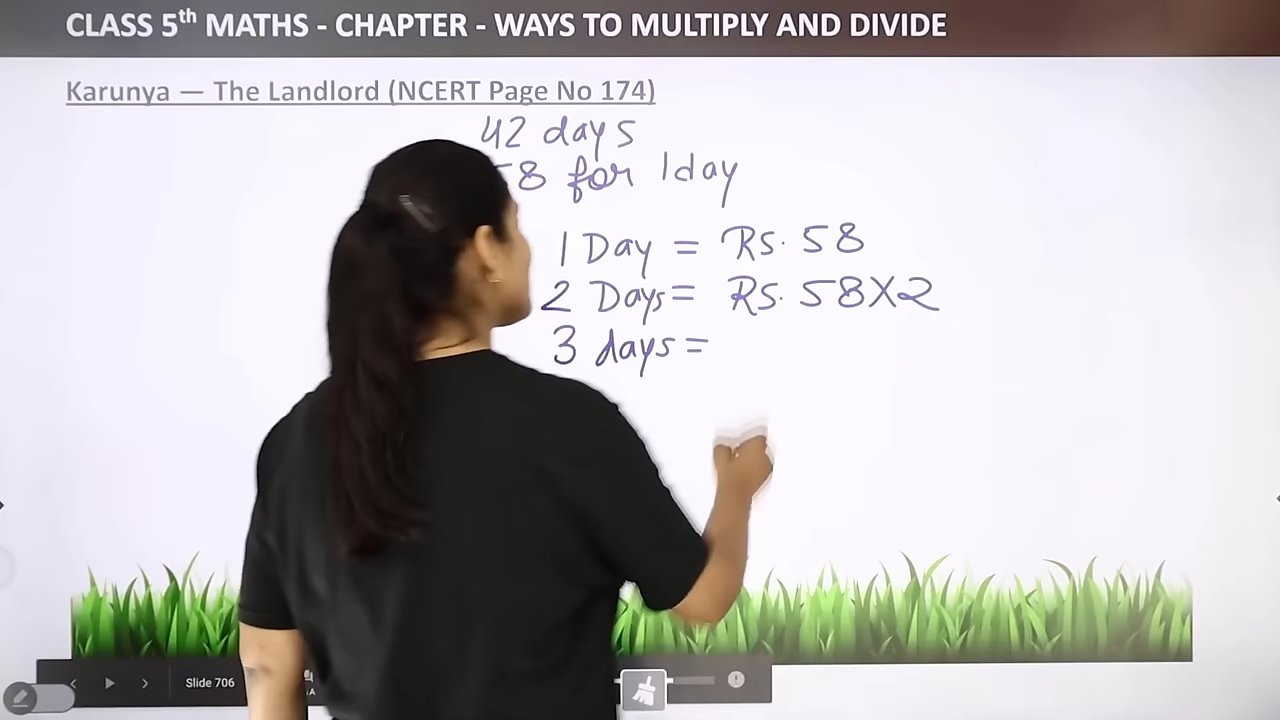 CLASS 5th MATHS - CHAPTER - WAYS TO MULTIPLY AND DIVIDE
Karunya — The Landlord (NCERT Page No 174)
42 days
58 for 1day
1 Day = Rs. 58
2 Days = Rs. 58X2
3 days =
Slide 706